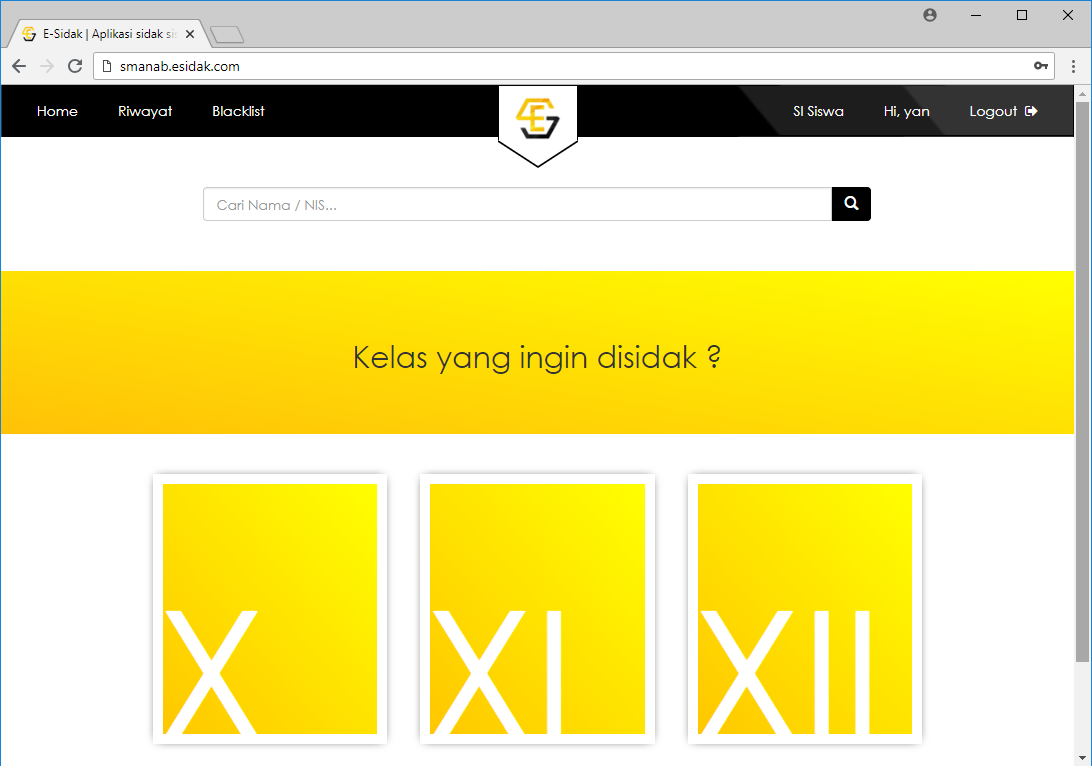 E-Sidak | Aplikasi sidak sis
smanab.esidak.com
Home Riwayat Blacklist SI Siswa Hi, yan Logout
Cari Nama / NIS...
Kelas yang ingin disidak ?
X XI XII